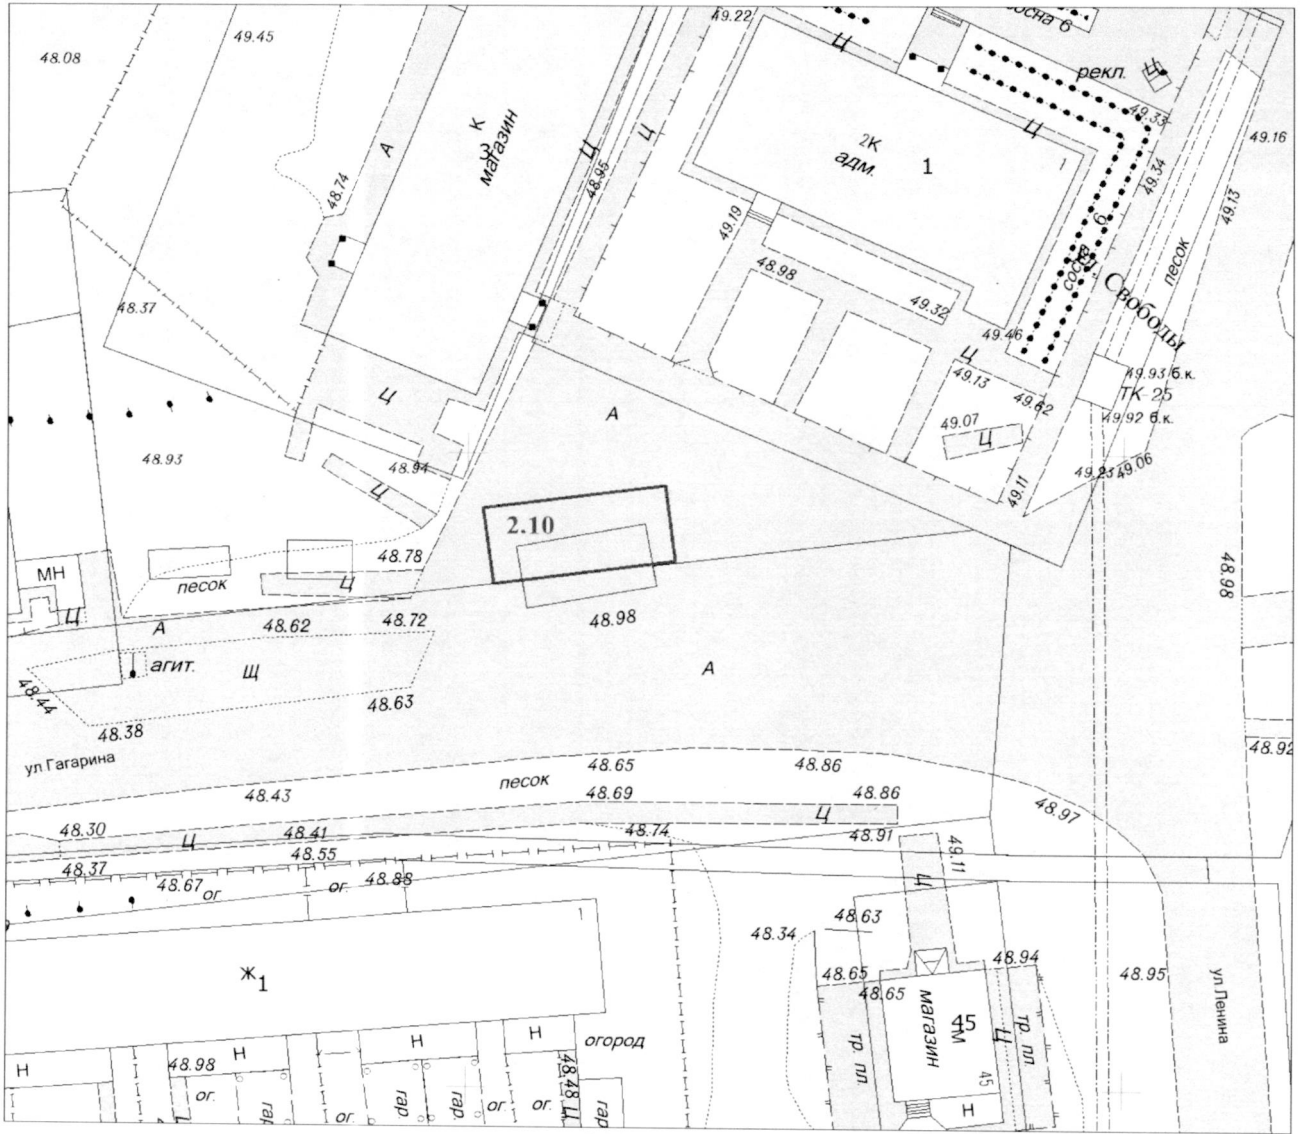 49.45
48.08
49.22
Ц
сосна 6
рекл.
Ц
49.33
49.16
А
К
3
магазин
Ц
Ц
48.95
2К
адм.
1
Ц
49.34
49.13
48.74
49.19
6
сосна
песок
48.98
пл. Свободы
48.37
49.32
49.46
Ц
49.13
49.93 б.к.
ТК-25
49.62
49.92 б.к.
Ц
А
49.07
Ц
48.93
48.94
Ц
49.23
49.06
49.11
2.10
48.78
МН
песок
Ц
Ц
48.98
48.98
48.62
48.72
А
агит.
Щ
А
48.44
48.63
48.38
ул Гагарина
48.92
48.65
48.86
песок
48.43
48.69
48.86
48.97
48.30
Ц
48.41
48.74
Ц
48.91
49.11
48.55
48.37
48.67
ог.
ог.
48.88
Ц
48.63
48.34
48.65
48.65
48.94
48.95
ул Ленина
Ж
1
1
магазин
45
М
Ц
тр. пл.
тр. пл.
45
Н
Н
Н
Н
Н
огород
48.98
ог.
гар.
ог.
гар.
гар.
ог.
ог.
48.48
Ц
гар.